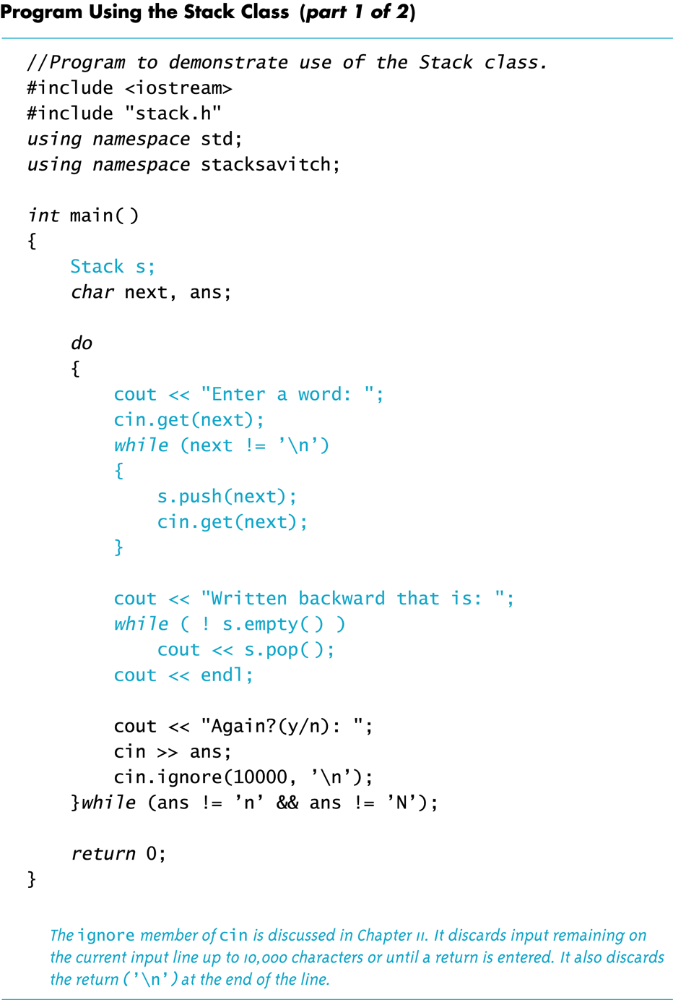 Program Using the Stack Class (part 1 of 2)
//Program to demonstrate use of the Stack class.
#include <iostream>
#include "stack.h"
using namespace std;
using namespace stacksavitch;
int main( )
{
    Stack s;
    char next, ans;
    do
    {
        cout << "Enter a word: ";
        cin.get(next);
        while (next != ’\n’)
        {
            s.push(next);
            cin.get(next);
        }
        cout << "Written backward that is: ";
        while ( ! s.empty( ) )
            cout << s.pop( );
        cout << endl;
        cout << "Again?(y/n): ";
        cin >> ans;
        cin.ignore(10000, ’\n’);
    }while (ans != ’n’ && ans != ’N’);
    return 0;
}
The ignore member of cin is discussed in Chapter 11. It discards input remaining on
the current input line up to 10,000 characters or until a return is entered. It also discards
the return (’\n’) at the end of the line.